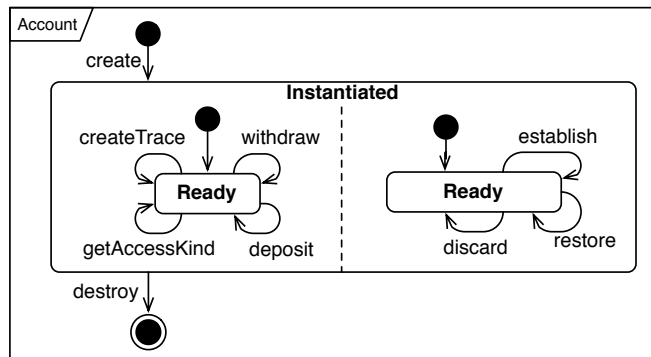 Account
create
Instantiated
createTrace withdraw
establish
Ready Ready
getAccessKind deposit
discard restore
destroy